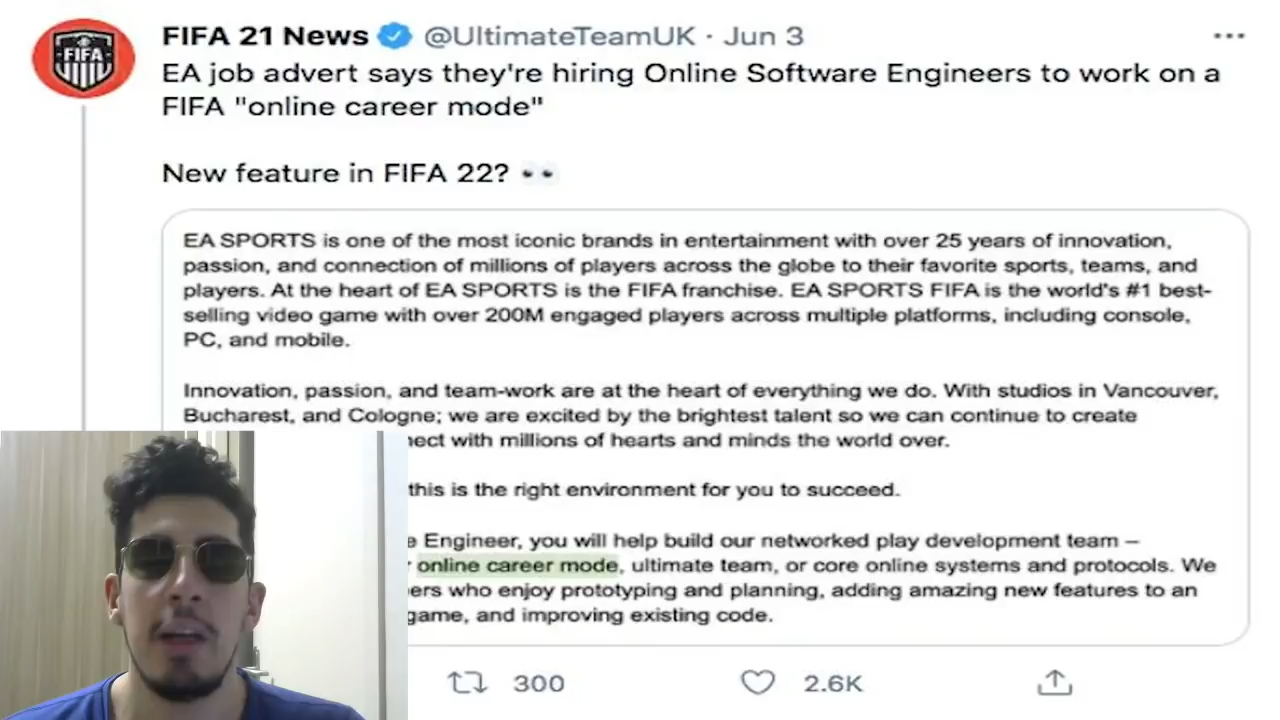 FIFA 21 News @UltimateTeamUK · Jun 3
EA job advert says they're hiring Online Software Engineers to work on a
FIFA "online career mode"
New feature in FIFA 22? 👀
EA SPORTS is one of the most iconic brands in entertainment with over 25 years of innovation,
passion, and connection of millions of players across the globe to their favorite sports, teams, and
players. At the heart of EA SPORTS is the FIFA franchise. EA SPORTS FIFA is the world's #1 best-
selling video game with over 200M engaged players across multiple platforms, including console,
PC, and mobile.
Innovation, passion, and team-work are at the heart of everything we do. With studios in Vancouver,
Bucharest, and Cologne; we are excited by the brightest talent so we can continue to create
with millions of hearts and minds the world over.
this is the right environment for you to succeed.
Engineer, you will help build our networked play development team –
online career mode, ultimate team, or core online systems and protocols. We
who enjoy prototyping and planning, adding amazing new features to an
game, and improving existing code.
300 2.6K
FIFA